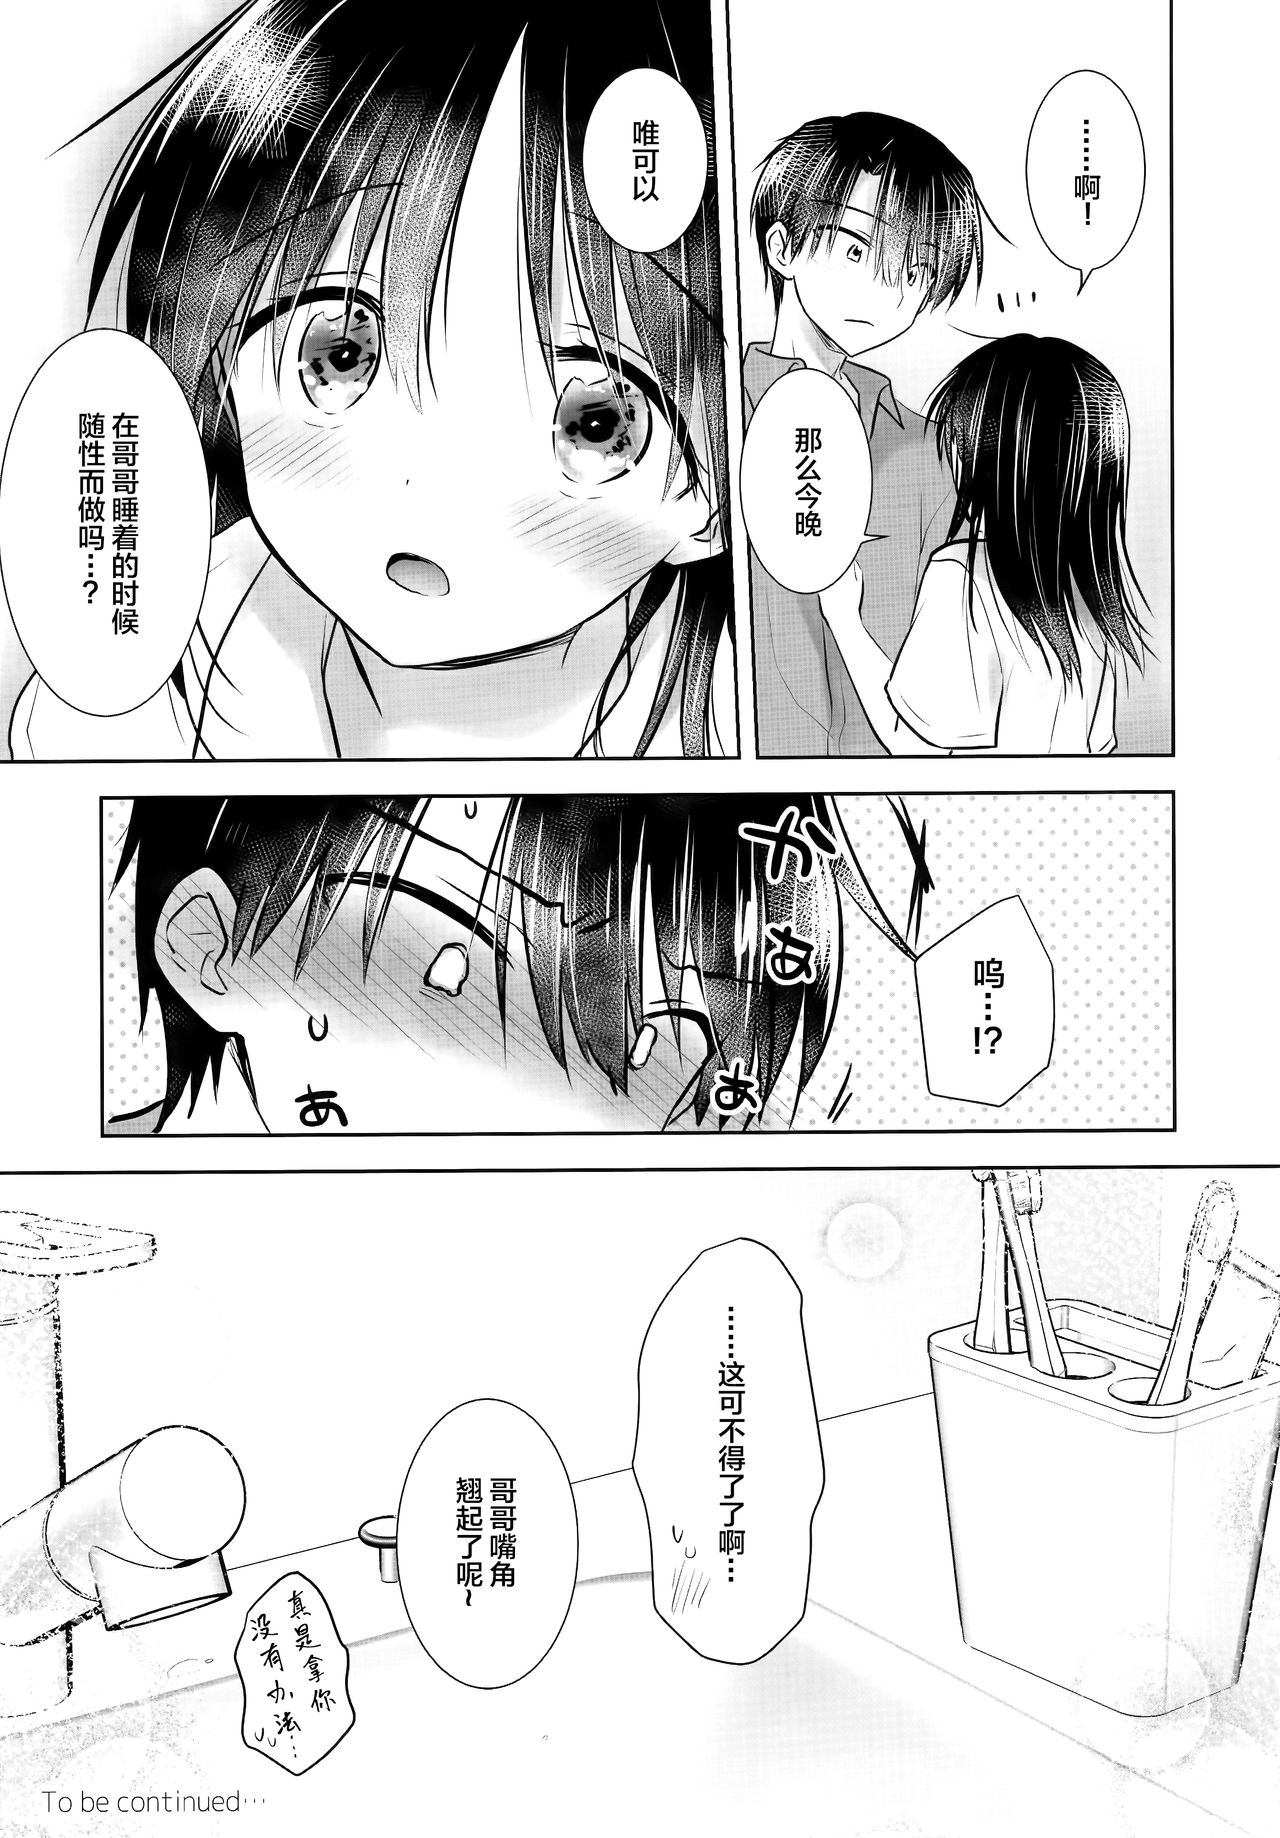 ……啊！
那么今晚
唯可以
在哥哥睡着的时候
随性而做吗…？
呜…!?
かぁ
ぁ
ぁ
……这可不得了了啊…
哥哥嘴角
翘起了呢~
真是拿你
没有办法…
To be continued…